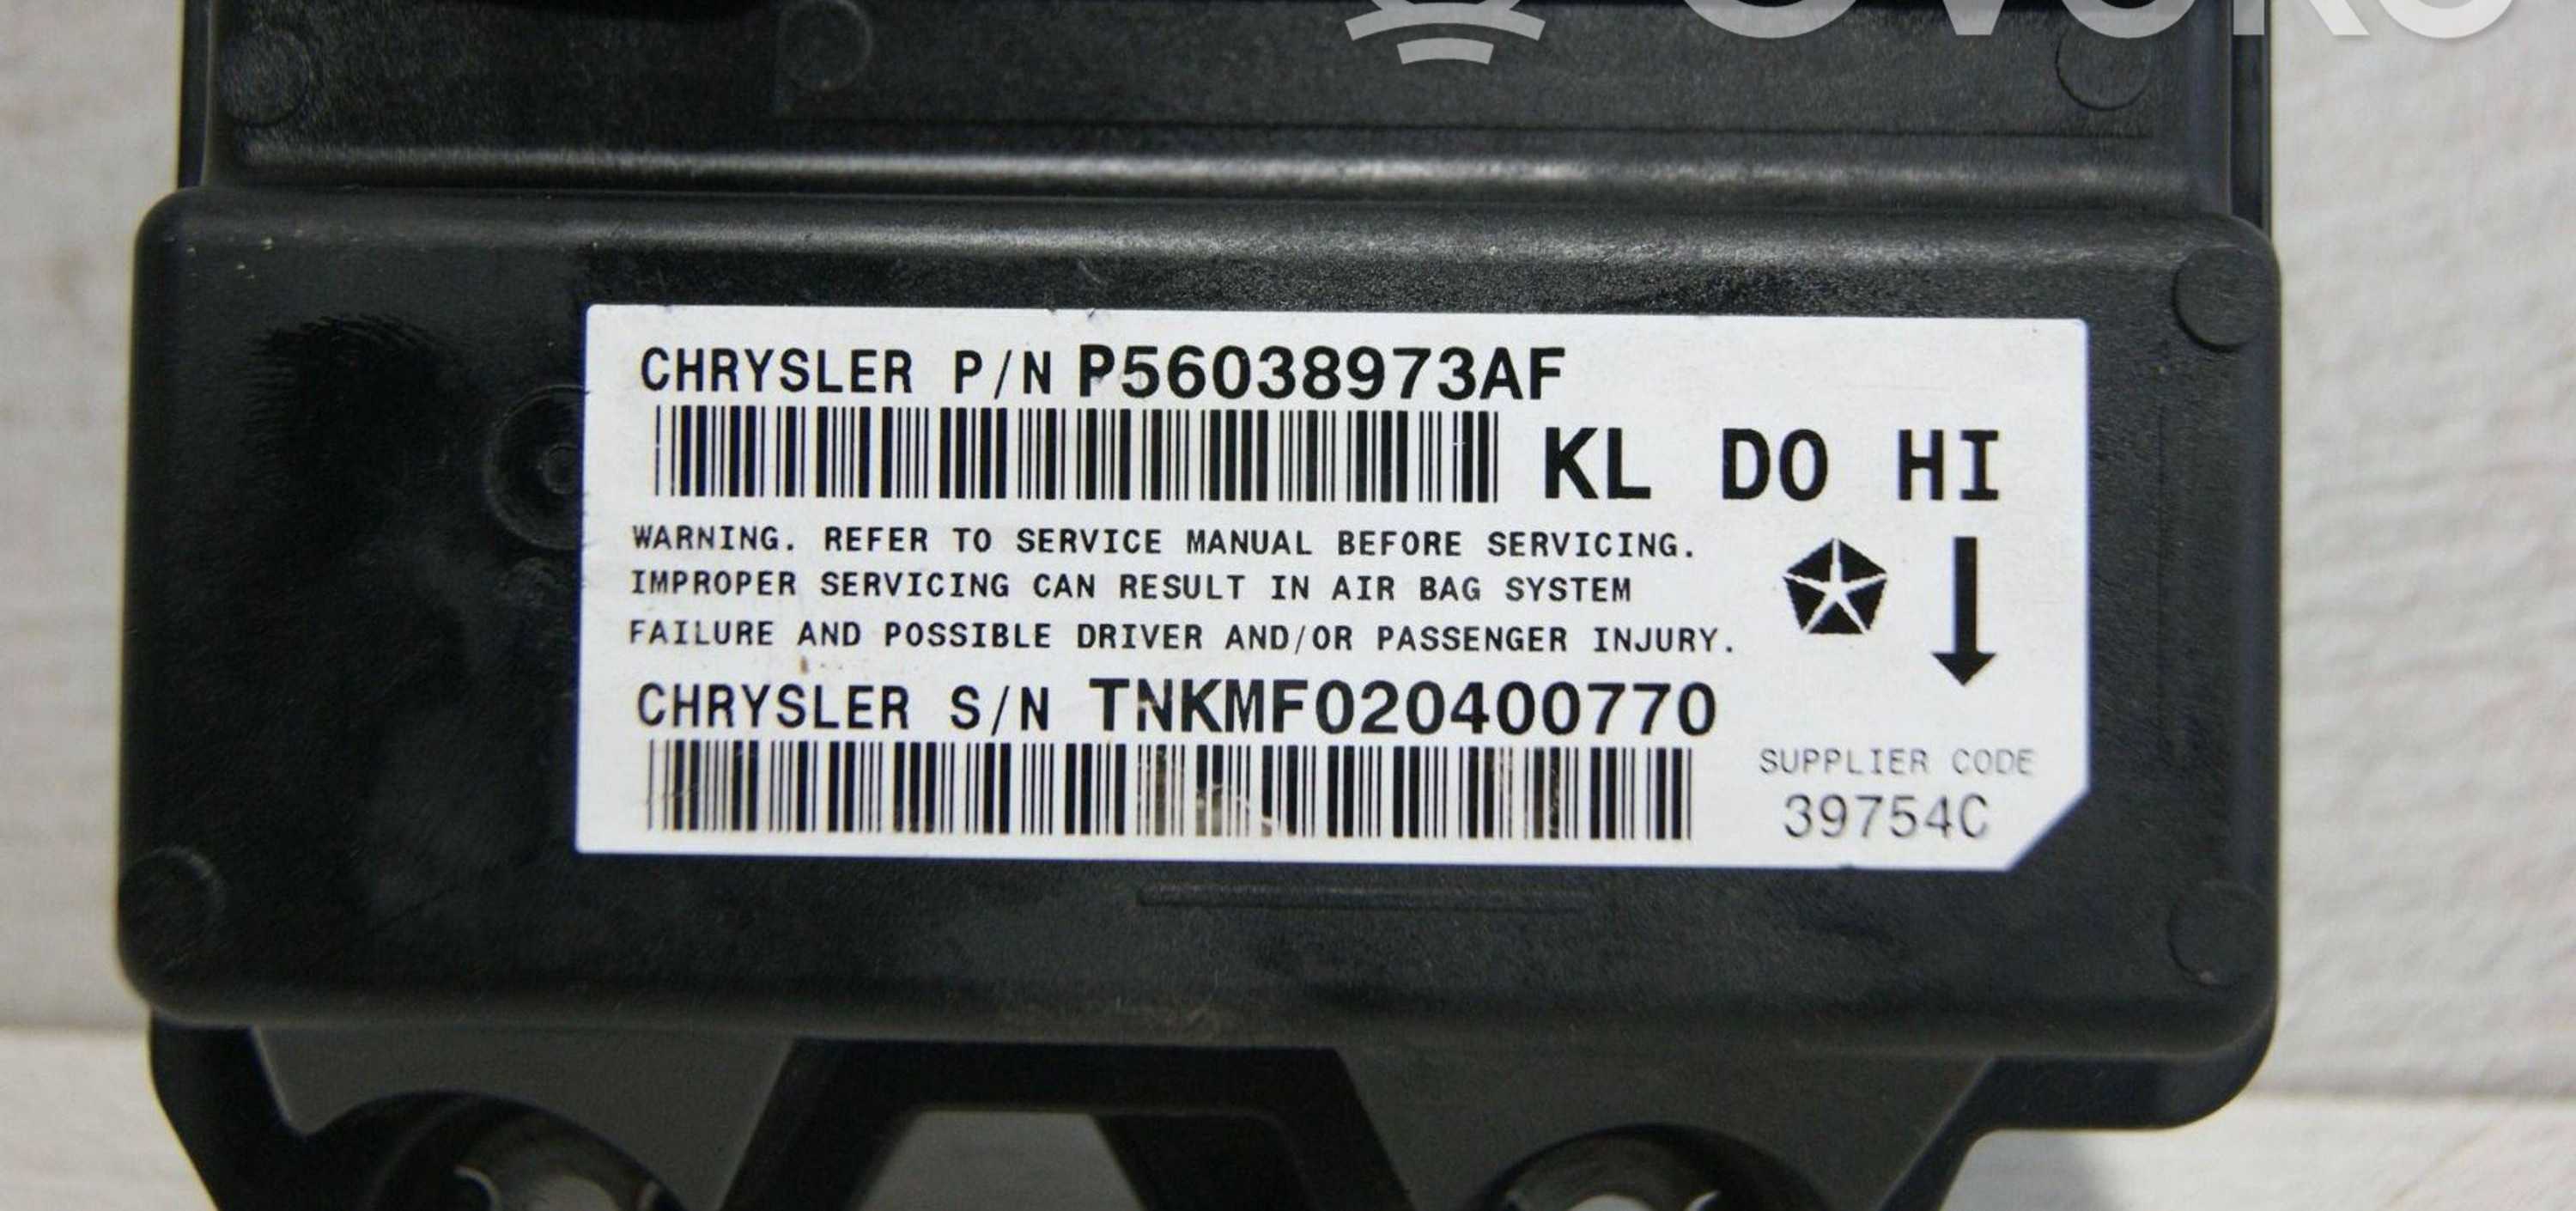 CHRYSLER P/N P56038973AF
KL DO HI
WARNING. REFER TO SERVICE MANUAL BEFORE SERVICING.
IMPROPER SERVICING CAN RESULT IN AIR BAG SYSTEM
FAILURE AND POSSIBLE DRIVER AND/OR PASSENGER INJURY.
CHRYSLER S/N TNKMF020400770
SUPPLIER CODE
39754C